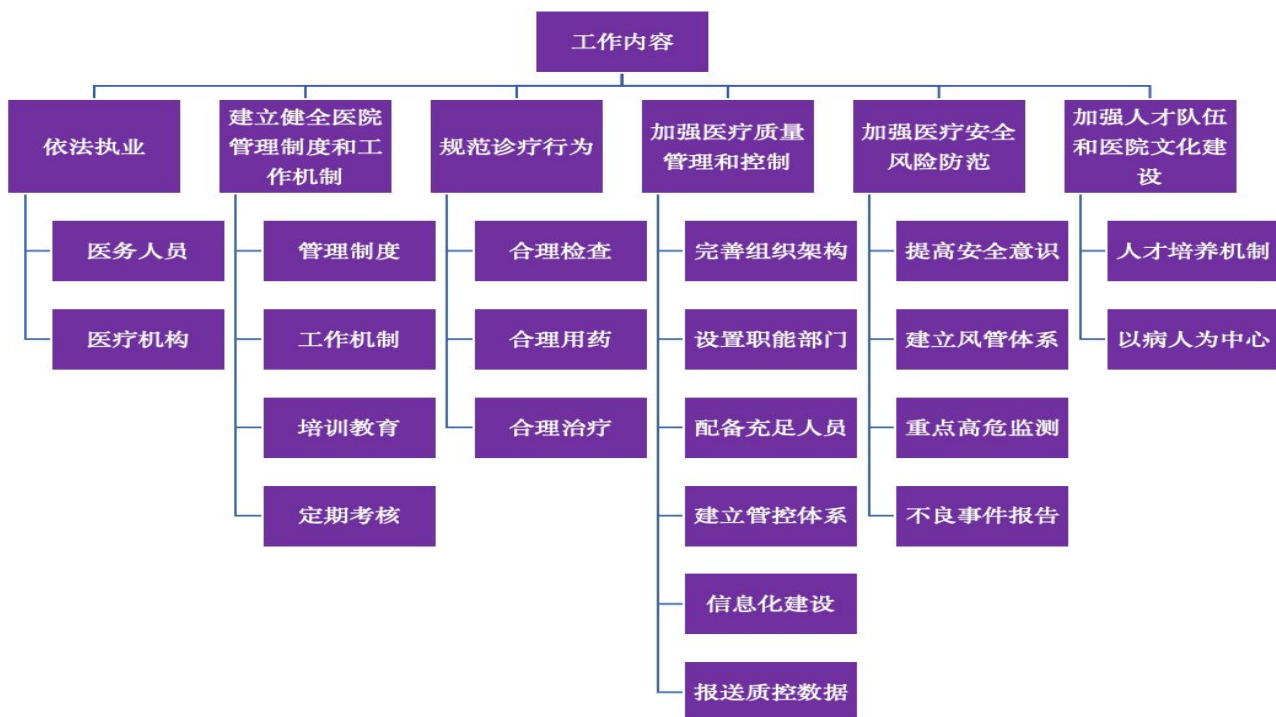 工作内容
依法执业
医务人员
医疗机构
建立健全医院
管理制度和工
作机制
管理制度
工作机制
培训教育
定期考核
规范诊疗行为
合理检查
合理用药
合理治疗
加强医疗质量
管理和控制
完善组织架构
设置职能部门
配备充足人员
建立管控体系
信息化建设
报送质控数据
加强医疗安全
风险防范
提高安全意识
建立风管体系
重点高危监测
不良事件报告
加强人才队伍
和医院文化建
设
人才培养机制
以病人为中心